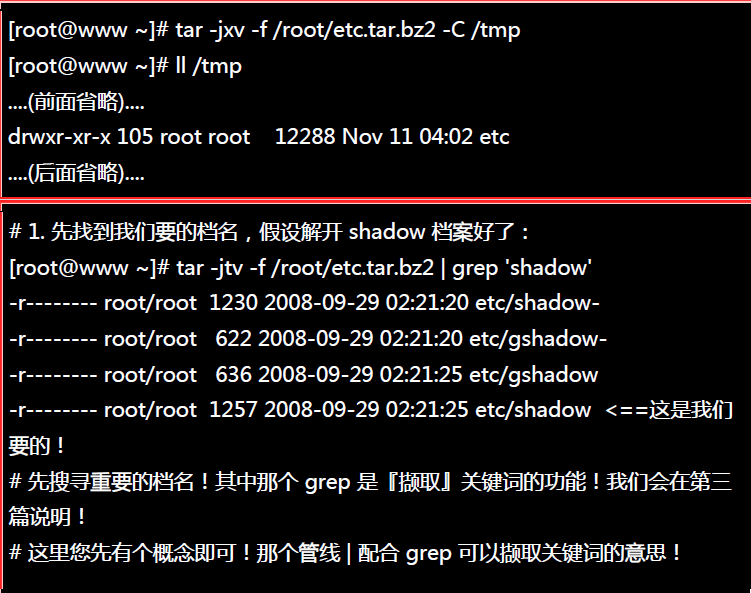 [root@www ~]# tar -jxv -f /root/etc.tar.bz2 -C /tmp
[root@www ~]# ll /tmp
....(前面省略)....
drwxr-xr-x 105 root root    12288 Nov 11 04:02 etc
....(后面省略)....
# 1. 先找到我们要的档名，假设解开 shadow 档案好了：
[root@www ~]# tar -jtv -f /root/etc.tar.bz2 | grep 'shadow'
-r-------- root/root  1230 2008-09-29 02:21:20 etc/shadow-
-r-------- root/root   622 2008-09-29 02:21:20 etc/gshadow-
-r-------- root/root   636 2008-09-29 02:21:25 etc/gshadow
-r-------- root/root  1257 2008-09-29 02:21:25 etc/shadow  <==这是我们
要的！
# 先搜寻重要的档名！其中那个 grep 是『撷取』关键词的功能！我们会在第三
篇说明！
# 这里您先有个概念即可！那个管线 | 配合 grep 可以撷取关键词的意思！